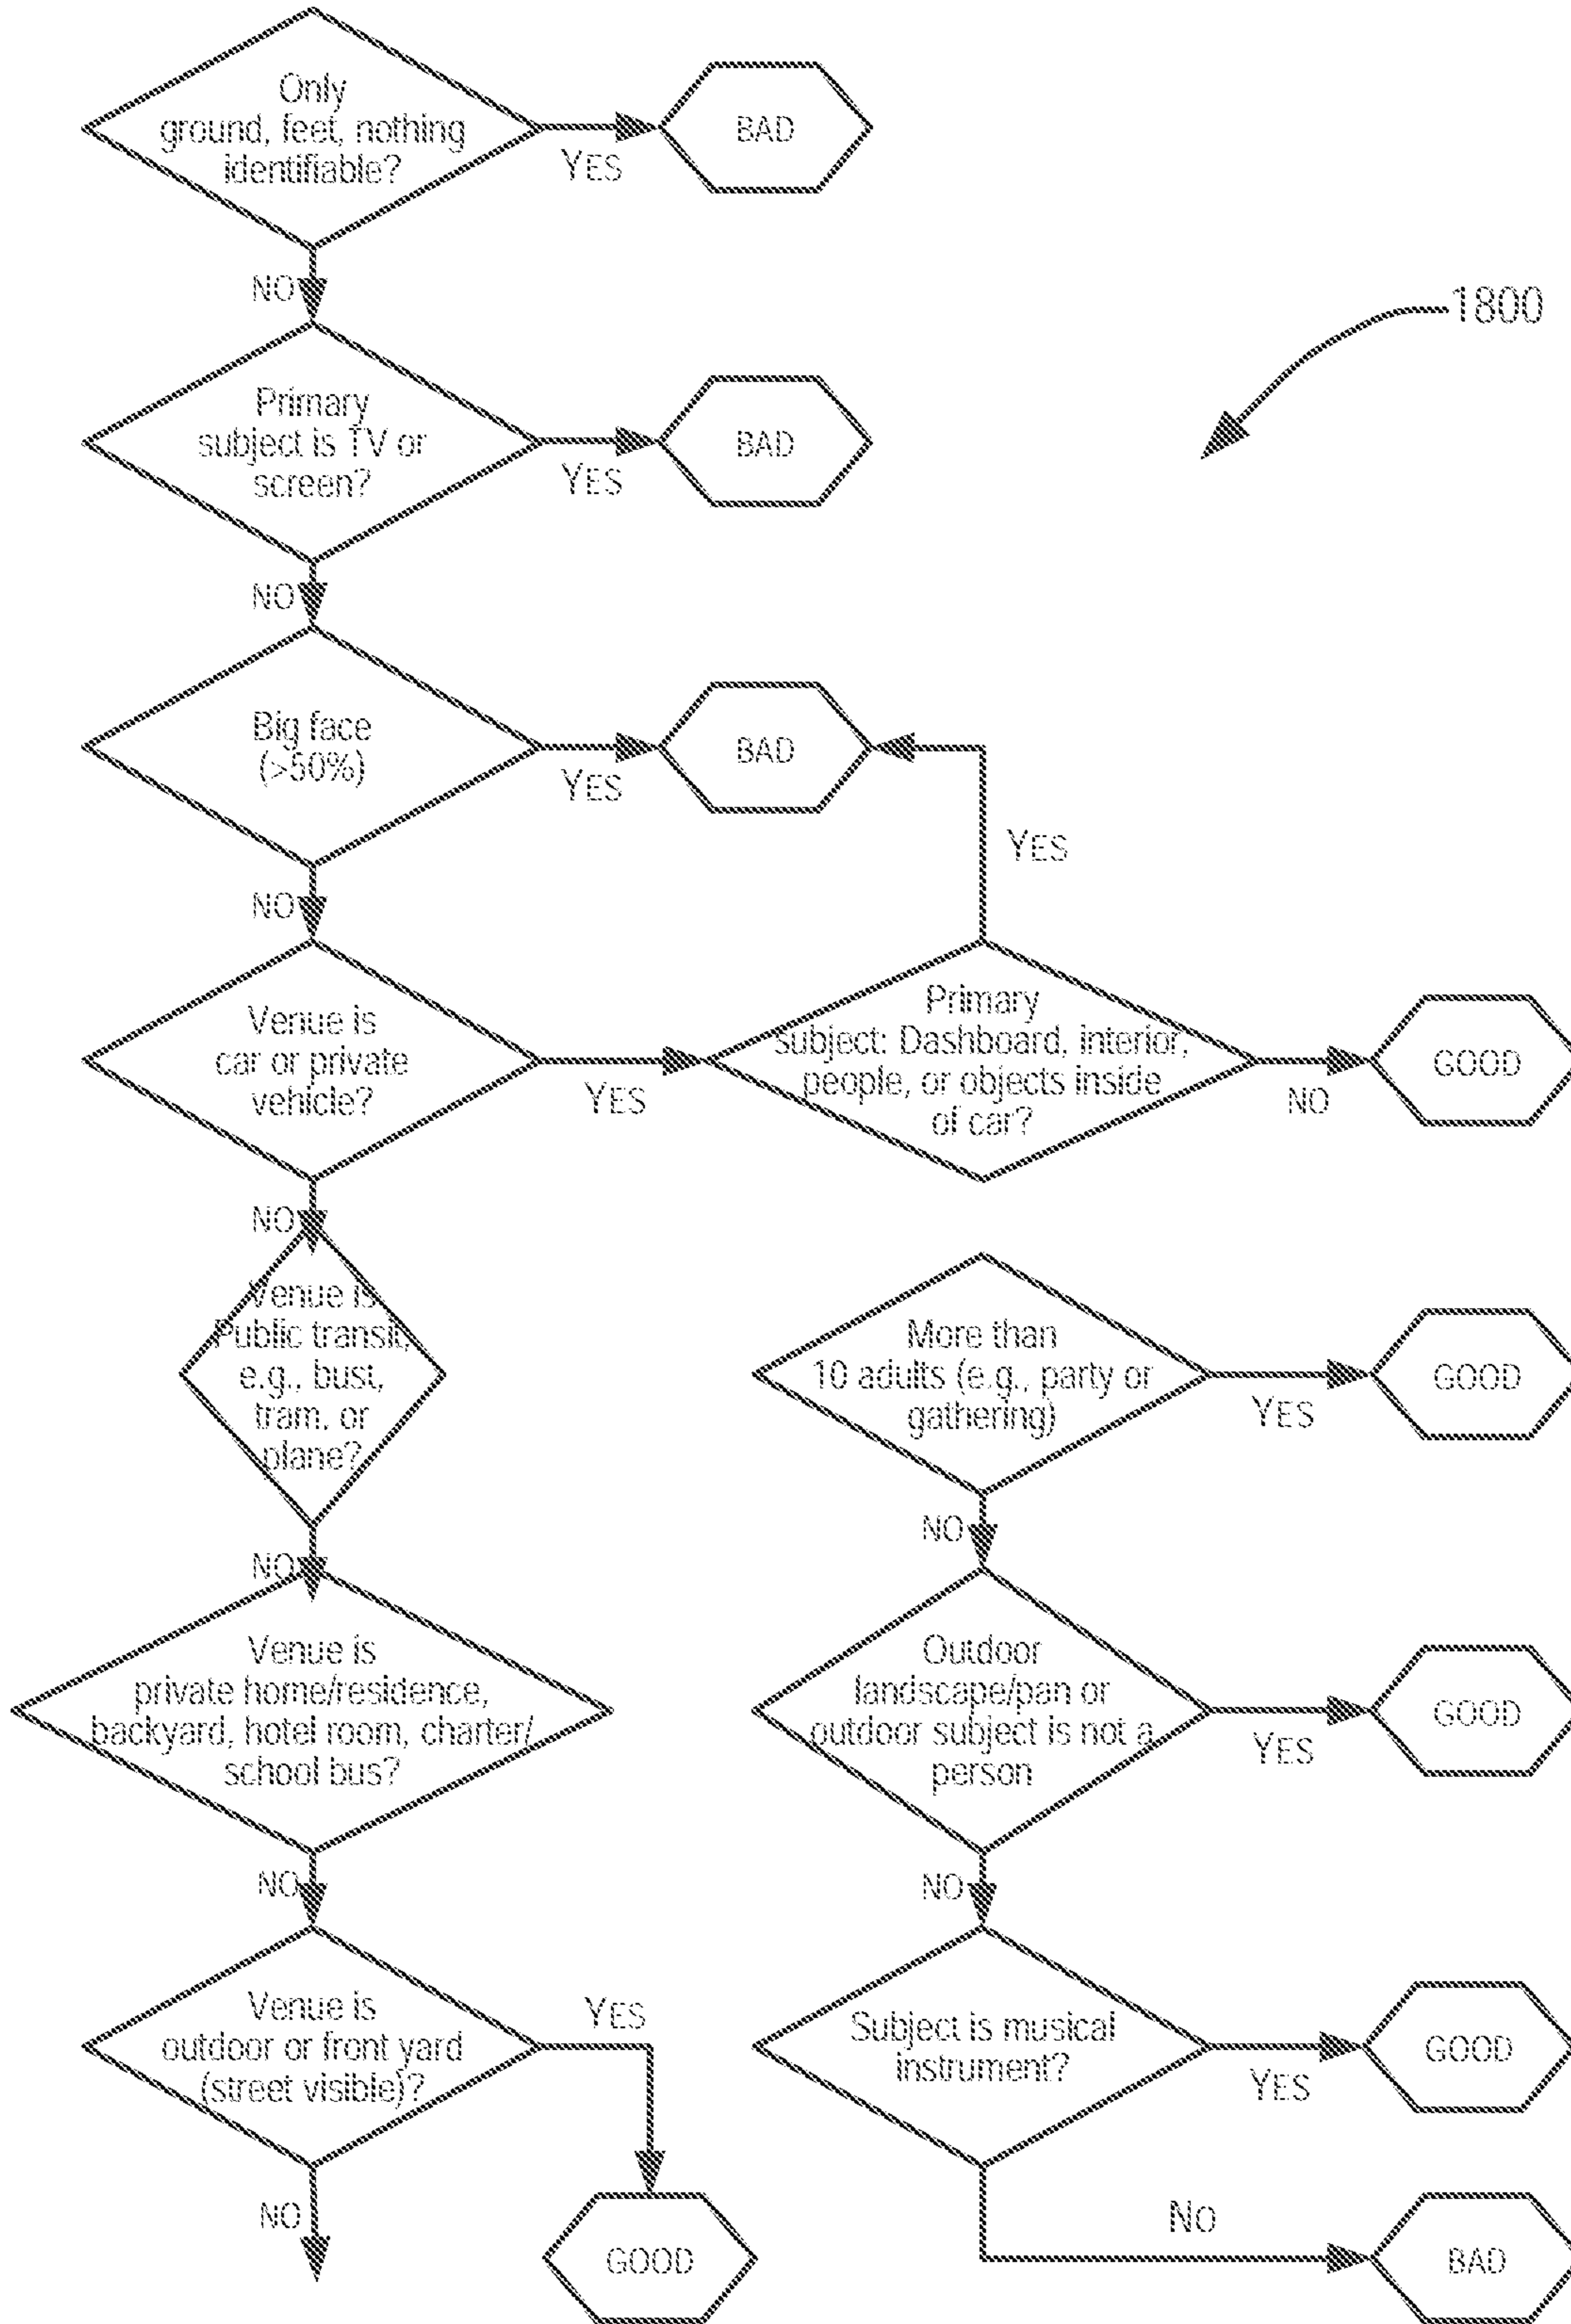 Only
ground, feet, nothing
identifiable?
YES
BAD
NO
1800
Primary
subject is TV or
screen?
YES
BAD
NO
Big face
(>50%)
YES
BAD
YES
NO
Venue is
car or private
vehicle?
YES
Primary
subject: Dashboard, interior,
people, or objects inside
of car?
NO
GOOD
NO
Venue is
Public transit,
e.g., bust,
tram. or
plane?
NO
More than
10 adults (e.g., party or
gathering)
YES
GOOD
NO
Venue is
private home/residence,
backyard, hotel room, charter/
school bus?
NO
Outdoor
landscape/pan or
outdoor subject is not a
person
YES
GOOD
NO
Venue is
outdoor or front yard
(street visible)?
YES
GOOD
NO
Subject is musical
instrument?
YES
GOOD
NO
BAD